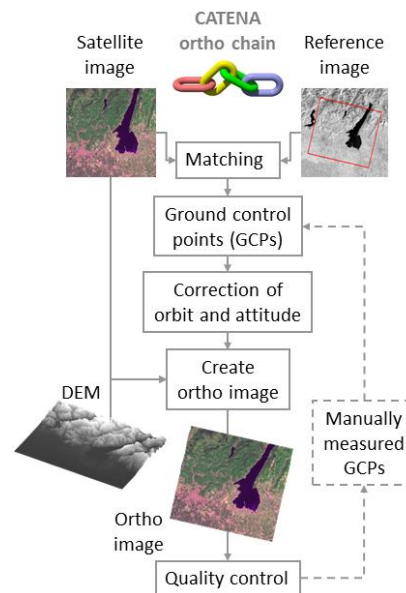 CATENA
ortho chain
Satellite
image
Reference
image
Matching
Ground control
points (GCPs)
Correction of
orbit and attitude
Create
ortho image
DEM
Manually
measured
GCPs
Ortho
image
Quality control